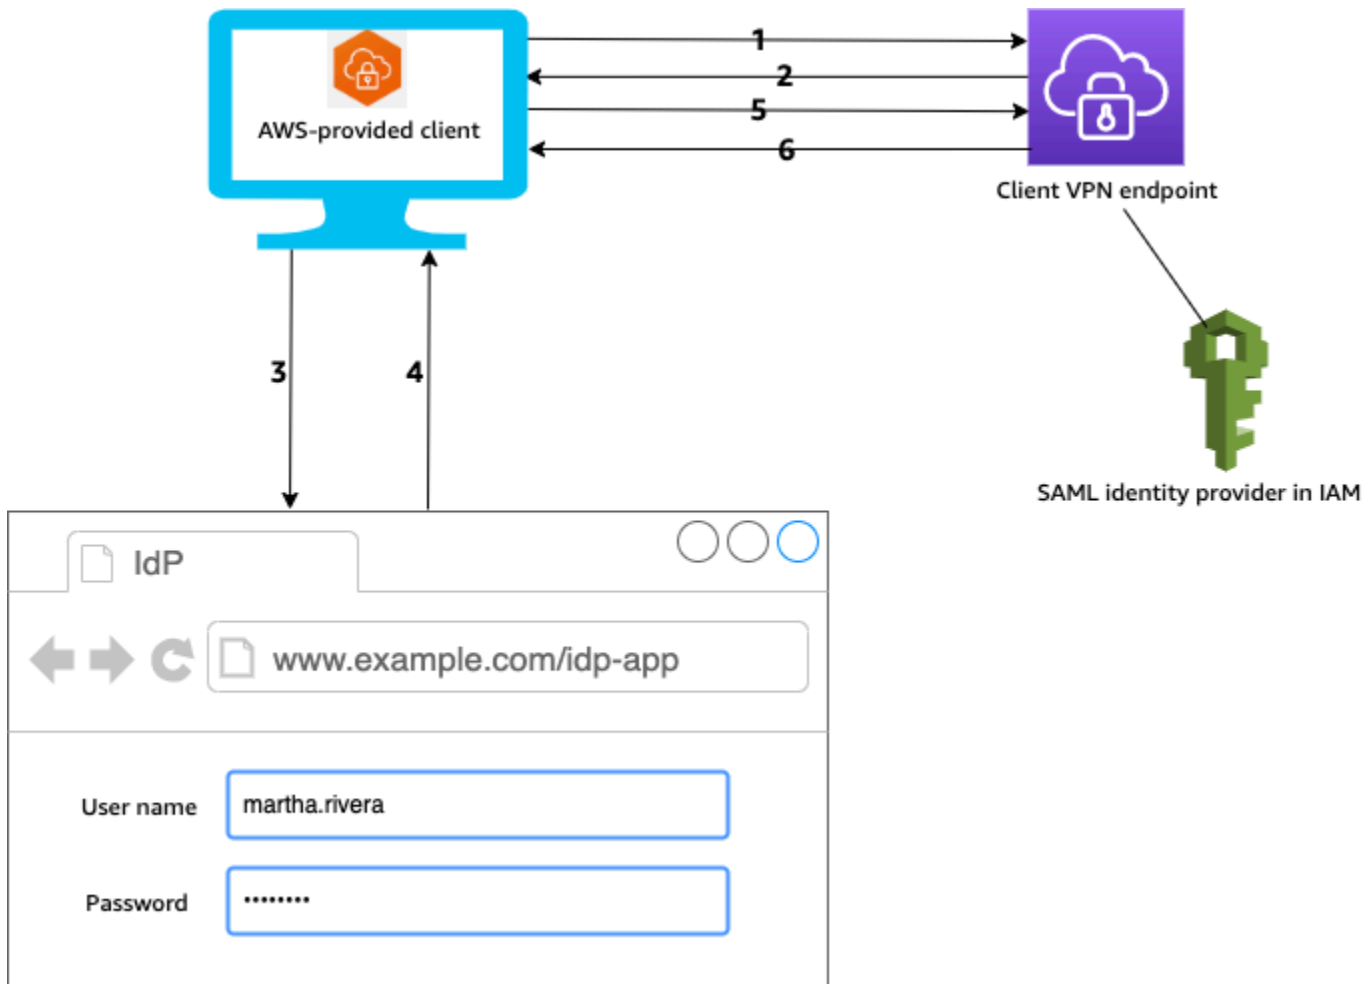 1
2
5
6
AWS-provided client
Client VPN endpoint
3
4
SAML identity provider in IAM
IdP
www.example.com/idp-app
User name
martha.rivera
Password
••••••••